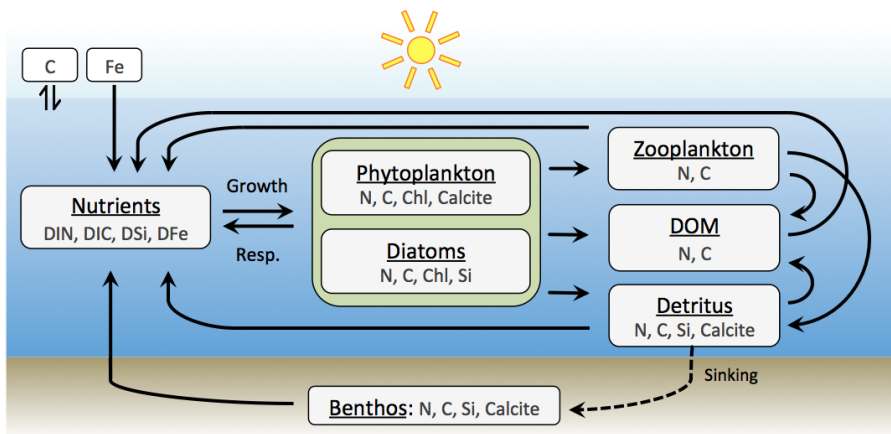 C
Fe
Growth
Resp.
Nutrients
DIN, DIC, DSi, DFe
Phytoplankton
N, C, Chl, Calcite
Diatoms
N, C, Chl, Si
Zooplankton
N, C
DOM
N, C
Detritus
N, C, Si, Calcite
Sinking
Benthos: N, C, Si, Calcite